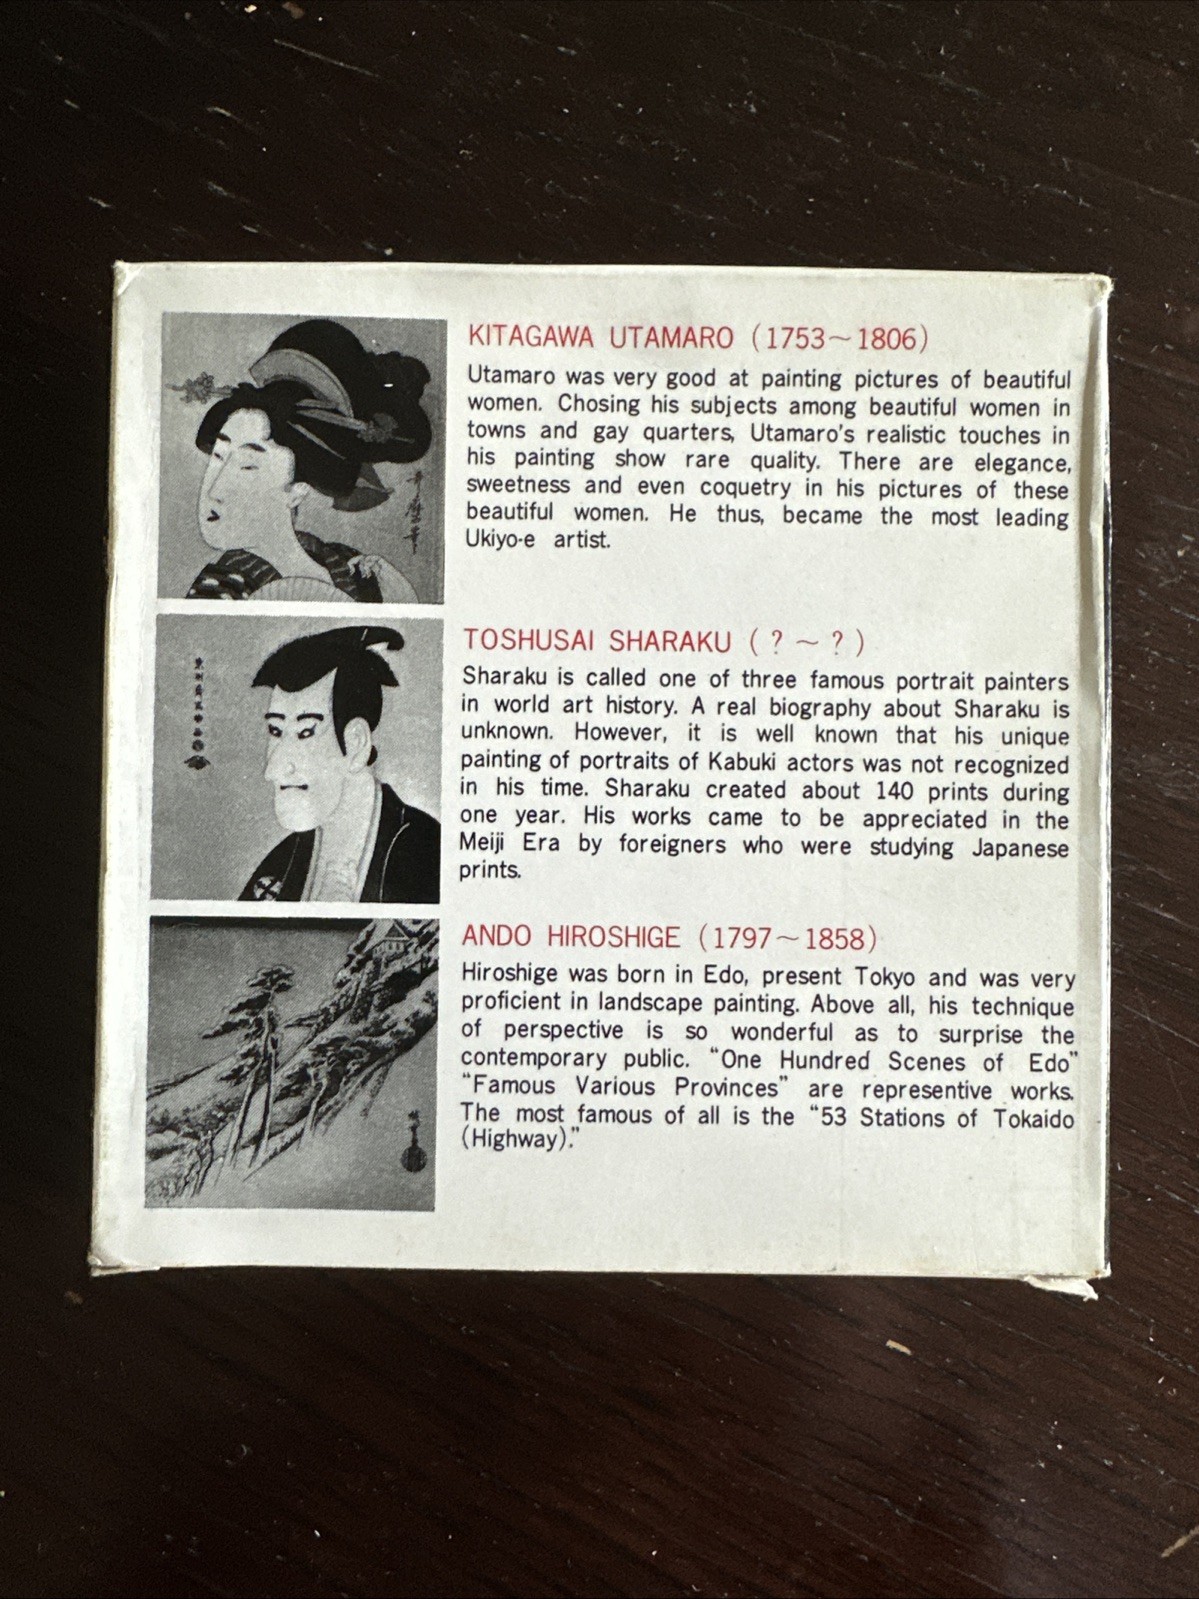 KITAGAWA UTAMARO (1753~1806)
Utamaro was very good at painting pictures of beautiful
women. Chosing his subjects among beautiful women in
towns and gay quarters, Utamaro's realistic touches in
his painting show rare quality. There are elegance,
sweetness and even coquetry in his pictures of these
beautiful women. He thus, became the most leading
Ukiyo-e artist.
TOSHUSAI SHARAKU ( ? ~ ? )
Sharaku is called one of three famous portrait painters
in world art history. A real biography about Sharaku is
unknown. However, it is well known that his unique
painting of portraits of Kabuki actors was not recognized
in his time. Sharaku created about 140 prints during
one year. His works came to be appreciated in the
Meiji Era by foreigners who were studying Japanese
prints.
ANDO HIROSHIGE (1797~1858)
Hiroshige was born in Edo, present Tokyo and was very
proficient in landscape painting. Above all, his technique
of perspective is so wonderful as to surprise the
contemporary public. "One Hundred Scenes of Edo"
"Famous Various Provinces" are representive works.
The most famous of all is the "53 Stations of Tokaido
(Highway)."